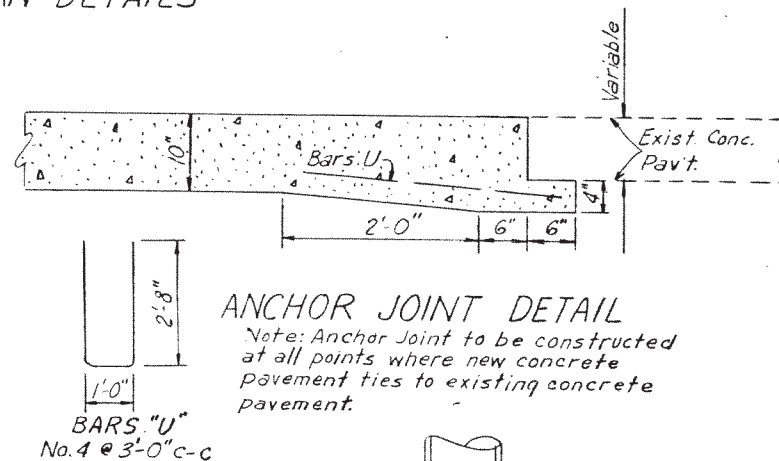 AN DETAILS
Variable
10"
Bars U
Exist. Conc.
Pav't.
4"
2'-0"
6"
6"
2'-8"
1'-0"
BARS "U"
No. 4 @ 3'-0" c-c
ANCHOR JOINT DETAIL
Note: Anchor Joint to be constructed
at all points where new concrete
pavement ties to existing concrete
pavement.